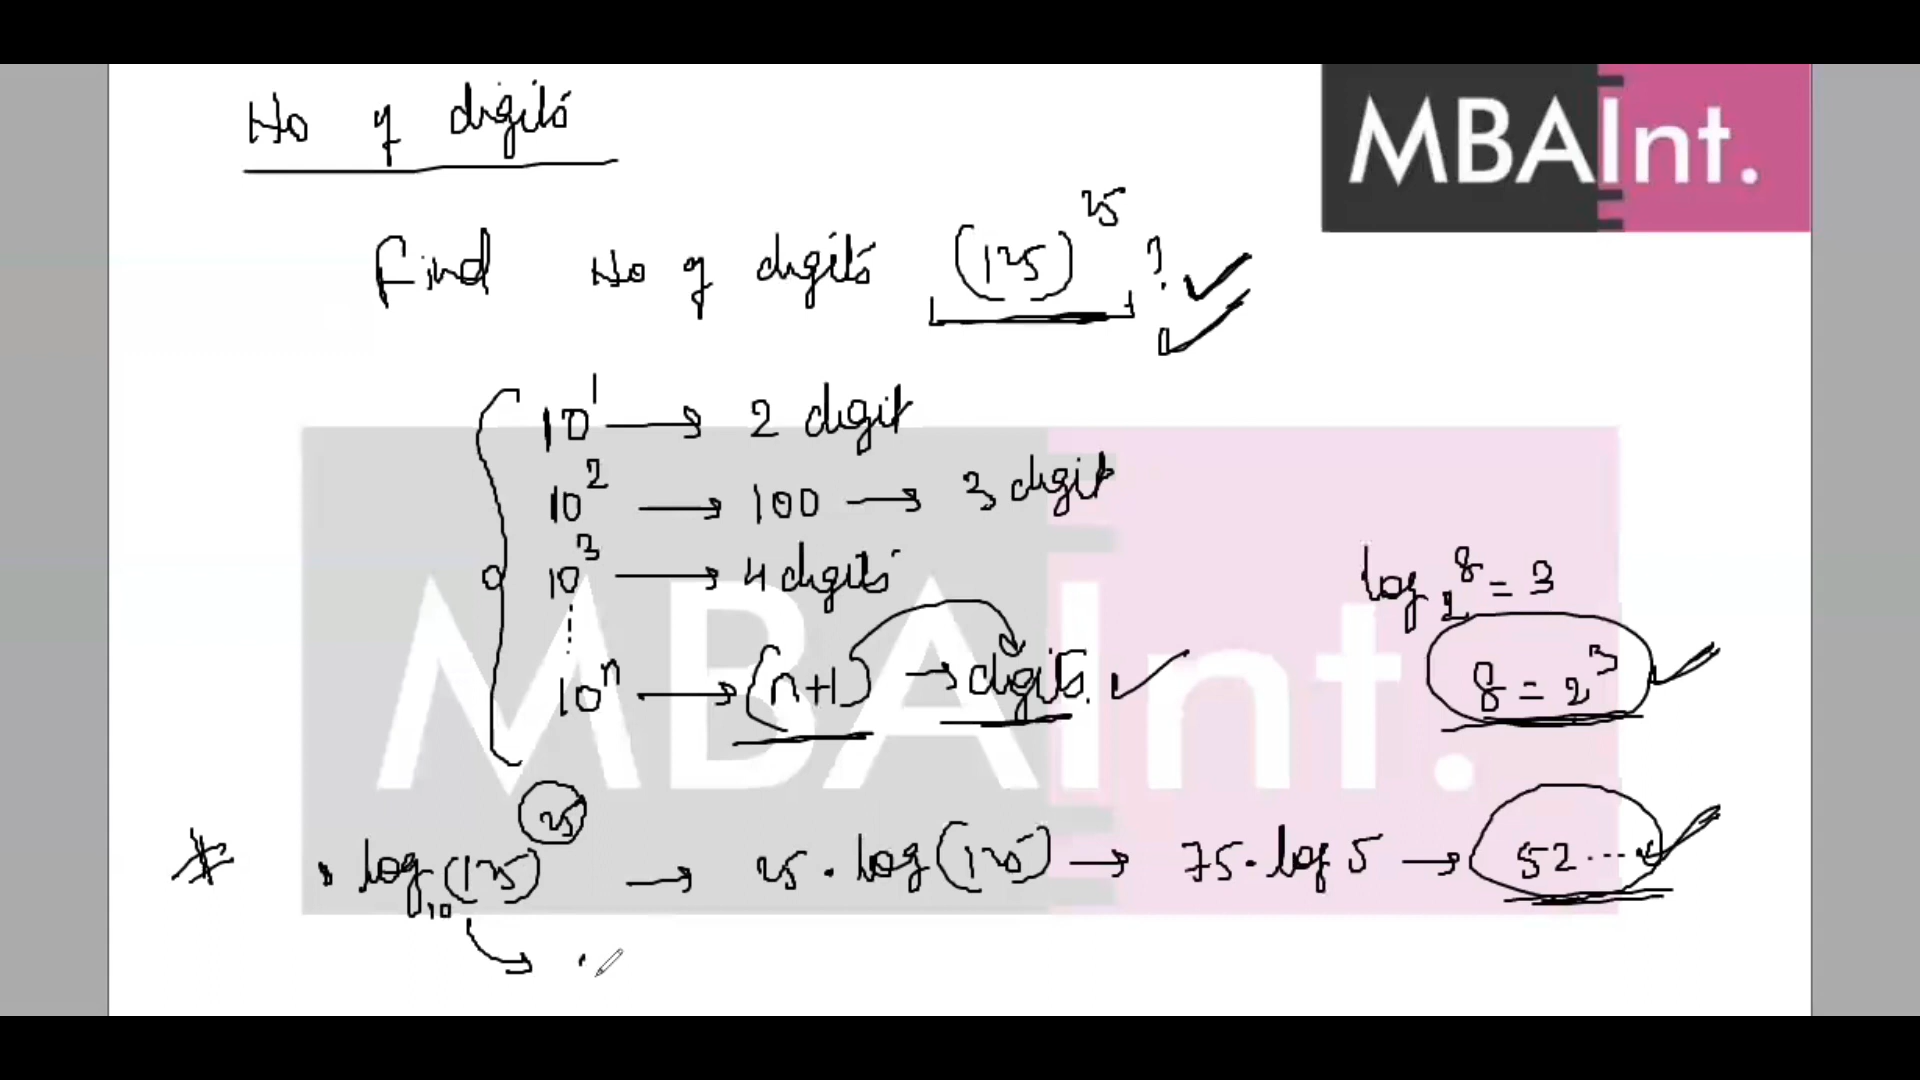 No of digits
MBAInt.
Find No of digits (125)^25 ?
10^1 → 2 digit
10^2 → 100 → 3 digit
10^3 → 4 digits
log_2 8 = 3
10^n → (n+1) → digits.
8 = 2^3
log_10 (125)^25 → 25 · log (125) → 75 · log 5 → 52...
MBAInt.